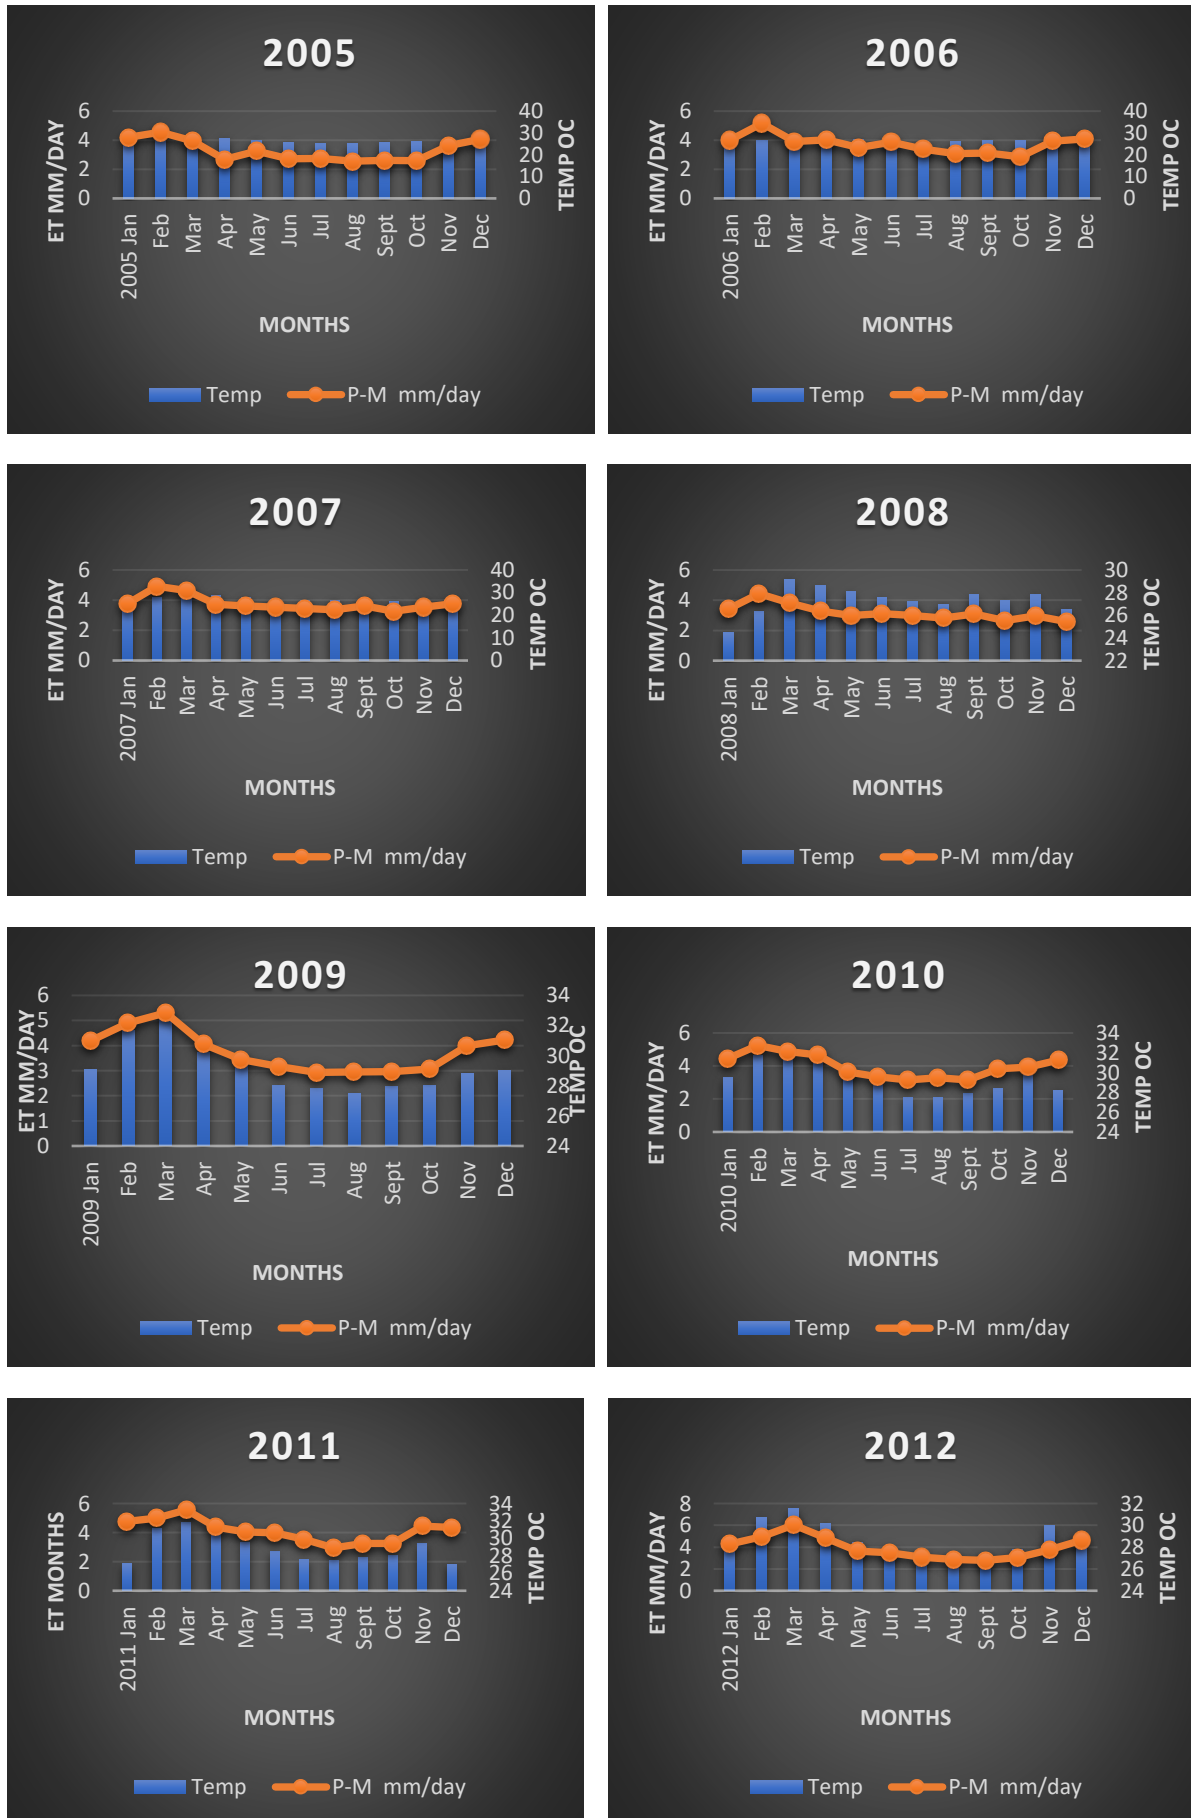 2005
ET MM/DAY
6
4
2
0
40
30
20
10
0
TEMP OC
2005 Jan
Feb
Mar
Apr
May
Jun
Jul
Aug
Sept
Oct
Nov
Dec
MONTHS
Temp P-M mm/day
2006
ET MM/DAY
6
4
2
0
40
30
20
10
0
TEMP OC
2006 Jan
Feb
Mar
Apr
May
Jun
Jul
Aug
Sept
Oct
Nov
Dec
MONTHS
Temp P-M mm/day
2007
ET MM/DAY
6
4
2
0
40
30
20
10
0
TEMP OC
2007 Jan
Feb
Mar
Apr
May
Jun
Jul
Aug
Sept
Oct
Nov
Dec
MONTHS
Temp P-M mm/day
2008
ET MM/DAY
6
4
2
0
30
28
26
24
22
TEMP OC
2008 Jan
Feb
Mar
Apr
May
Jun
Jul
Aug
Sept
Oct
Nov
Dec
MONTHS
Temp P-M mm/day
2009
ET MM/DAY
6
5
4
3
2
1
0
34
32
30
28
26
24
TEMP OC
2009 Jan
Feb
Mar
Apr
May
Jun
Jul
Aug
Sept
Oct
Nov
Dec
MONTHS
Temp P-M mm/day
2010
ET MM/DAY
6
4
2
0
34
32
30
28
26
24
TEMP OC
2010 Jan
Feb
Mar
Apr
May
Jun
Jul
Aug
Sept
Oct
Nov
Dec
MONTHS
Temp P-M mm/day
2011
ET MONTHS
6
4
2
0
34
32
30
28
26
24
TEMP OC
2011 Jan
Feb
Mar
Apr
May
Jun
Jul
Aug
Sept
Oct
Nov
Dec
MONTHS
Temp P-M mm/day
2012
ET MM/DAY
8
6
4
2
0
32
30
28
26
24
TEMP OC
2012 Jan
Feb
Mar
Apr
May
Jun
Jul
Aug
Sept
Oct
Nov
Dec
MONTHS
Temp P-M mm/day